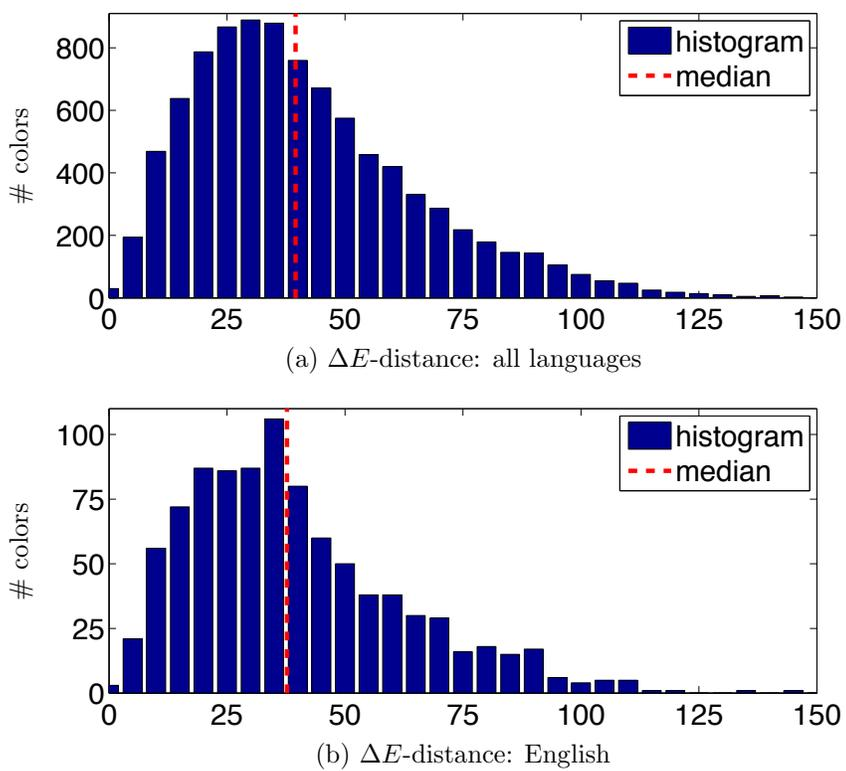 800
600
400
200
0
# colors
histogram
median
0 25 50 75 100 125 150
(a) ΔE-distance: all languages
100
75
50
25
0
# colors
histogram
median
0 25 50 75 100 125 150
(b) ΔE-distance: English